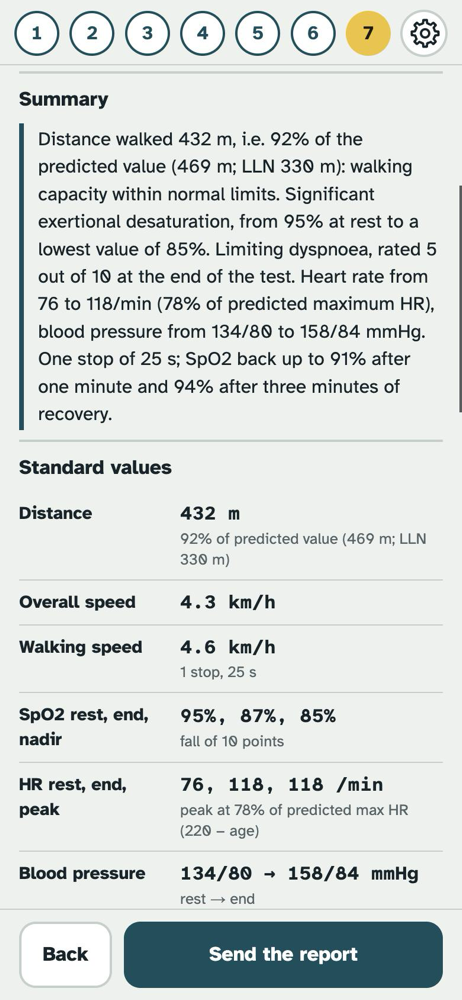 1 2 3 4 5 6 7
Summary
Distance walked 432 m, i.e. 92% of the
predicted value (469 m; LLN 330 m): walking
capacity within normal limits. Significant
exertional desaturation, from 95% at rest to a
lowest value of 85%. Limiting dyspnoea, rated 5
out of 10 at the end of the test. Heart rate from
76 to 118/min (78% of predicted maximum HR),
blood pressure from 134/80 to 158/84 mmHg.
One stop of 25 s; SpO2 back up to 91% after
one minute and 94% after three minutes of
recovery.
Standard values
Distance 432 m
92% of predicted value (469 m; LLN
330 m)
Overall speed 4.3 km/h
Walking speed 4.6 km/h
1 stop, 25 s
SpO2 rest, end, 95%, 87%, 85%
nadir fall of 10 points
HR rest, end, 76, 118, 118 /min
peak peak at 78% of predicted max HR
(220 – age)
Blood pressure 134/80 → 158/84 mmHg
rest → end
Back Send the report